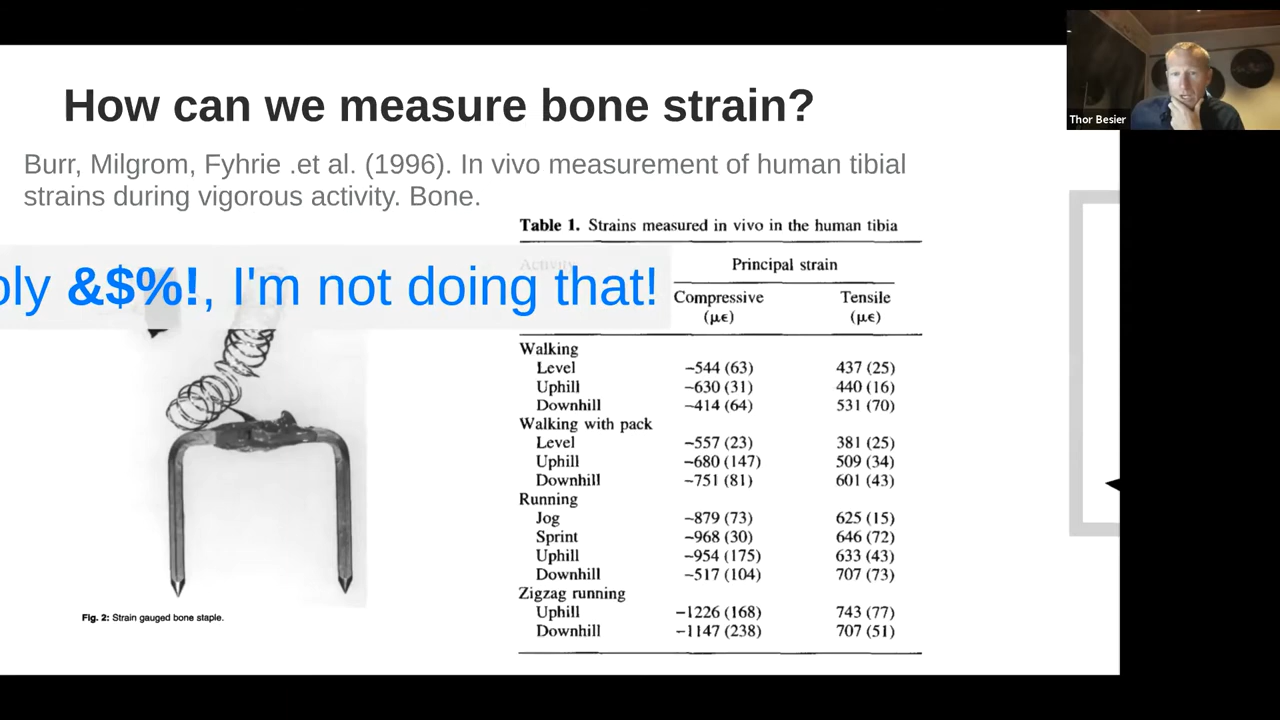 How can we measure bone strain?
Burr, Milgrom, Fyhrie .et al. (1996). In vivo measurement of human tibial
strains during vigorous activity. Bone.
Thor Besier
Table 1. Strains measured in vivo in the human tibia
Activity Principal strain
&$%!, I'm not doing that!
Compressive Tensile
(με) (με)
Walking
Level −544 (63) 437 (25)
Uphill −630 (31) 440 (16)
Downhill −414 (64) 531 (70)
Walking with pack
Level −557 (23) 381 (25)
Uphill −680 (147) 509 (34)
Downhill −751 (81) 601 (43)
Running
Jog −879 (73) 625 (15)
Sprint −968 (30) 646 (72)
Uphill −954 (175) 633 (43)
Downhill −517 (104) 707 (73)
Zigzag running
Uphill −1226 (168) 743 (77)
Downhill −1147 (238) 707 (51)
Fig. 2: Strain gauged bone staple.